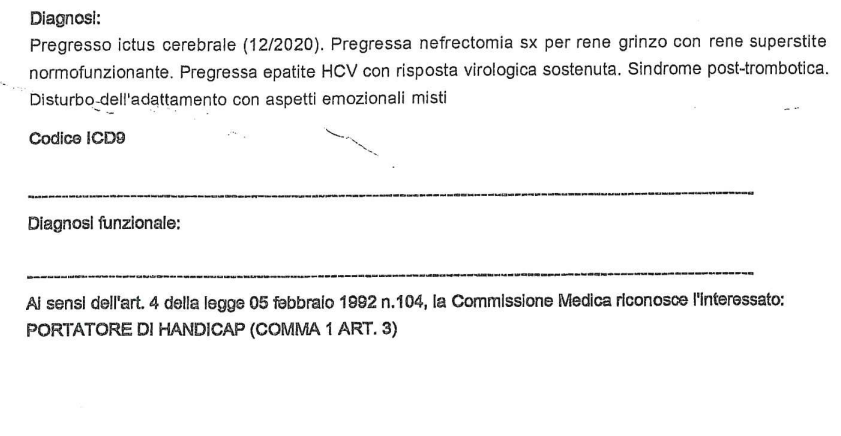 Diagnosi:
Pregresso ictus cerebrale (12/2020). Pregressa nefrectomia sx per rene grinzo con rene superstite
normofunzionante. Pregressa epatite HCV con risposta virologica sostenuta. Sindrome post-trombotica.
Disturbo dell'adattamento con aspetti emozionali misti
Codice ICD9
Diagnosi funzionale:
Ai sensi dell'art. 4 della legge 05 febbraio 1992 n.104, la Commissione Medica riconosce l'interessato:
PORTATORE DI HANDICAP (COMMA 1 ART. 3)